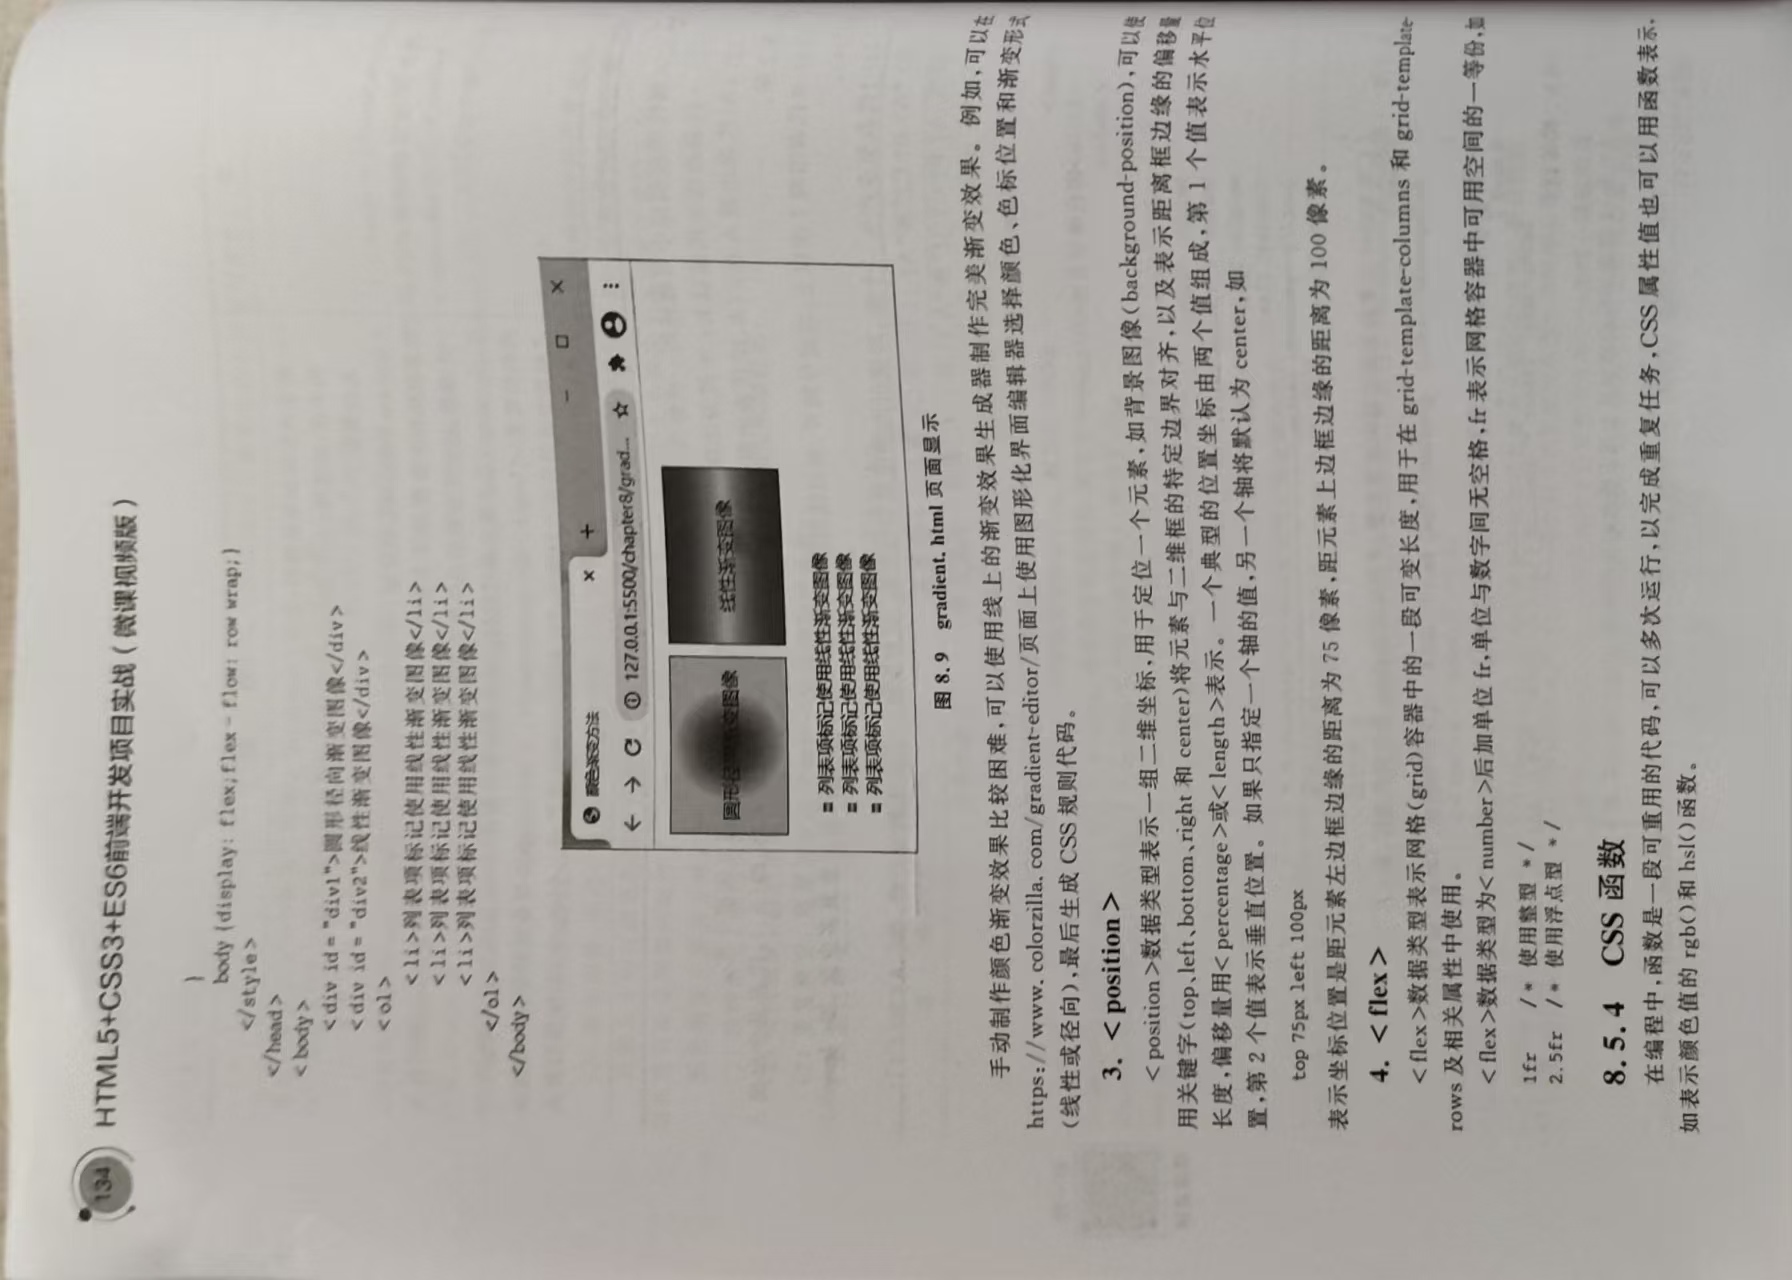 134
HTML5+CSS3+ES6前端开发项目实战（微课视频版）
}
body {display: flex;flex-flow: row wrap;}
</style>
</head>
<body>
<div id="div1">圆形径向渐变图像</div>
<div id="div2">线性渐变图像</div>
<ol>
<li>列表项标记使用线性渐变图像</li>
<li>列表项标记使用线性渐变图像</li>
<li>列表项标记使用线性渐变图像</li>
</ol>
</body>
颜色渐变方法
127.0.0.1:5500/chapter8/grad...
圆形径向渐变图像 线性渐变图像
列表项标记使用线性渐变图像
列表项标记使用线性渐变图像
列表项标记使用线性渐变图像
图 8.9 gradient.html 页面显示
手动制作颜色渐变效果比较困难,可以使用线上的渐变效果生成器制作完美渐变效果。例如,可以在
https://www.colorzilla.com/gradient-editor/页面上使用图形化界面编辑器选择颜色、色标位置和渐变形式
(线性或径向),最后生成 CSS 规则代码。
3. <position>
<position>数据类型表示一组二维坐标,用于定位一个元素,如背景图像(background-position),可以使
用关键字(top、left、bottom、right 和 center)将元素与二维框的特定边界对齐,以及表示距离框边缘的偏移量
长度,偏移量用<percentage>或<length>表示。一个典型的位置坐标由两个值组成,第 1 个值表示水平位
置,第 2 个值表示垂直位置。如果只指定一个轴的值,另一个轴将默认为 center,如
top 75px left 100px
表示坐标位置是距元素左边框边缘的距离为 75 像素,距元素上边框边缘的距离为 100 像素。
4. <flex>
<flex>数据类型表示网格(grid)容器中的一段可变长度,用于在 grid-template-columns 和 grid-template-
rows 及相关属性中使用。
<flex>数据类型为<number>后加单位 fr,单位与数字间无空格,fr 表示网格容器中可用空间的一等份,如
1fr /* 使用整型 */
2.5fr /* 使用浮点型 */
8.5.4 CSS 函数
在编程中,函数是一段可重用的代码,可以多次运行,以完成重复任务,CSS 属性值也可以用函数表示,
如表示颜色值的 rgb()和 hsl()函数。